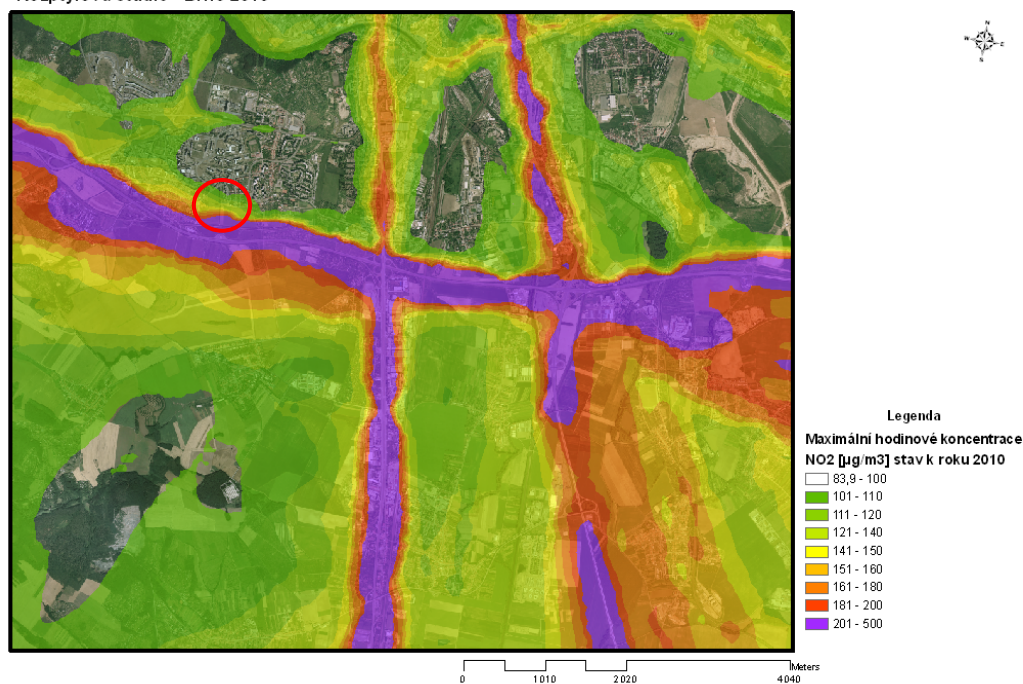 Legenda
Maximální hodinové koncentrace
NO2 [µg/m3] stav k roku 2010
83,9 - 100
101 - 110
111 - 120
121 - 140
141 - 150
151 - 160
161 - 180
181 - 200
201 - 500
Meters
0 1010 2020 4040